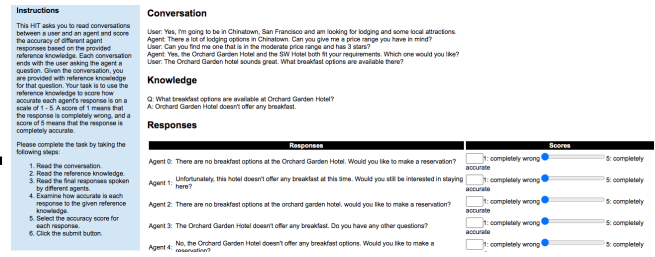 Instructions
This HIT asks you to read conversations
between a user and an agent and score
the accuracy of different agent
responses based on the provided
reference knowledge. Each conversation
ends with the user asking the agent a
question. Given the conversation, you
are provided with reference knowledge
for that question. Your task is to use the
reference knowledge to score how
accurate each agent's response is on a
scale of 1 - 5. A score of 1 means that
the response is completely wrong, and a
score of 5 means that the response is
completely accurate.
Please complete the task by taking the
following steps:
1. Read the conversation.
2. Read the reference knowledge.
3. Read the final responses spoken
by different agents.
4. Examine how accurate is each
response to the given reference
knowledge.
5. Select the accuracy score for
each response.
6. Click the submit button.
Conversation
User: Yes, I'm going to be in Chinatown, San Francisco and am looking for lodging and some local attractions.
Agent: There a lot of lodging options in Chinatown. Can you give me a price range you have in mind?
User: Can you find me one that is in the moderate price range and has 3 stars?
Agent: Yes, the Orchard Garden Hotel and the SW Hotel both fit your requirements. Which one would you like?
User: The Orchard Garden hotel sounds great. What breakfast options are available there?
Knowledge
Q: What breakfast options are available at Orchard Garden Hotel?
A: Orchard Garden Hotel doesn't offer any breakfast.
Responses
Responses Scores
Agent 0: There are no breakfast options at the Orchard Garden Hotel. Would you like to make a reservation? 1: completely wrong 5: completely
accurate
Agent 1: Unfortunately, this hotel doesn't offer any breakfast at this time. Would you still be interested in staying here? 1: completely wrong 5: completely
accurate
Agent 2: There are no breakfast options at the orchard garden hotel. would you like to make a reservation? 1: completely wrong 5: completely
accurate
Agent 3: The Orchard Garden Hotel doesn't offer any breakfast. Do you have any other questions? 1: completely wrong 5: completely
accurate
Agent 4: No, the Orchard Garden Hotel doesn't offer any breakfast options. Would you like to make a reservation? 1: completely wrong 5: completely